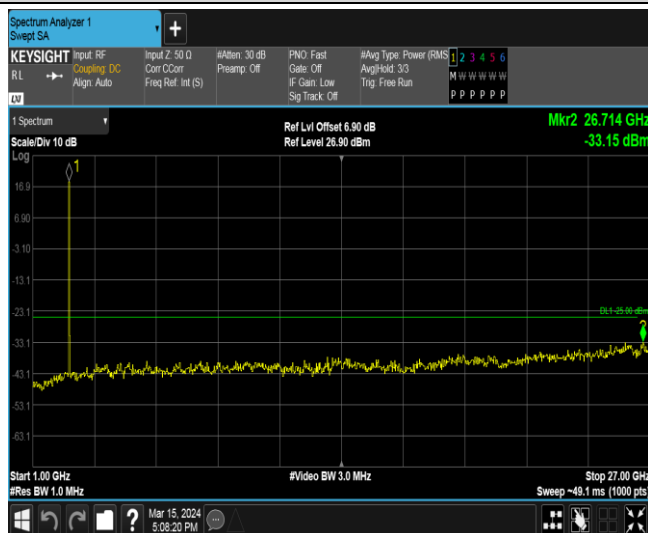 Spectrum Analyzer 1
Swept SA
KEYSIGHT
RL
LXI
Input: RF
Coupling: DC
Align: Auto
Input Z: 50 Ω
Corr CCorr
Freq Ref: Int (S)
#Atten: 30 dB
Preamp: Off
PNO: Fast
Gate: Off
IF Gain: Low
Sig Track: Off
#Avg Type: Power (RMS
Avg|Hold: 3/3
Trig: Free Run
1 2 3 4 5 6
M W W W W W
P P P P P P
1 Spectrum
Scale/Div 10 dB
Log
Ref Lvl Offset 6.90 dB
Ref Level 26.90 dBm
Mkr2 26.714 GHz
-33.15 dBm
1
16.9
6.90
-3.10
-13.1
-23.1
DL1 -25.00 dBm
2
-33.1
-43.1
-53.1
-63.1
Start 1.00 GHz
#Res BW 1.0 MHz
#Video BW 3.0 MHz
Stop 27.00 GHz
Sweep ~49.1 ms (1000 pts)
?
Mar 15, 2024
5:08:20 PM